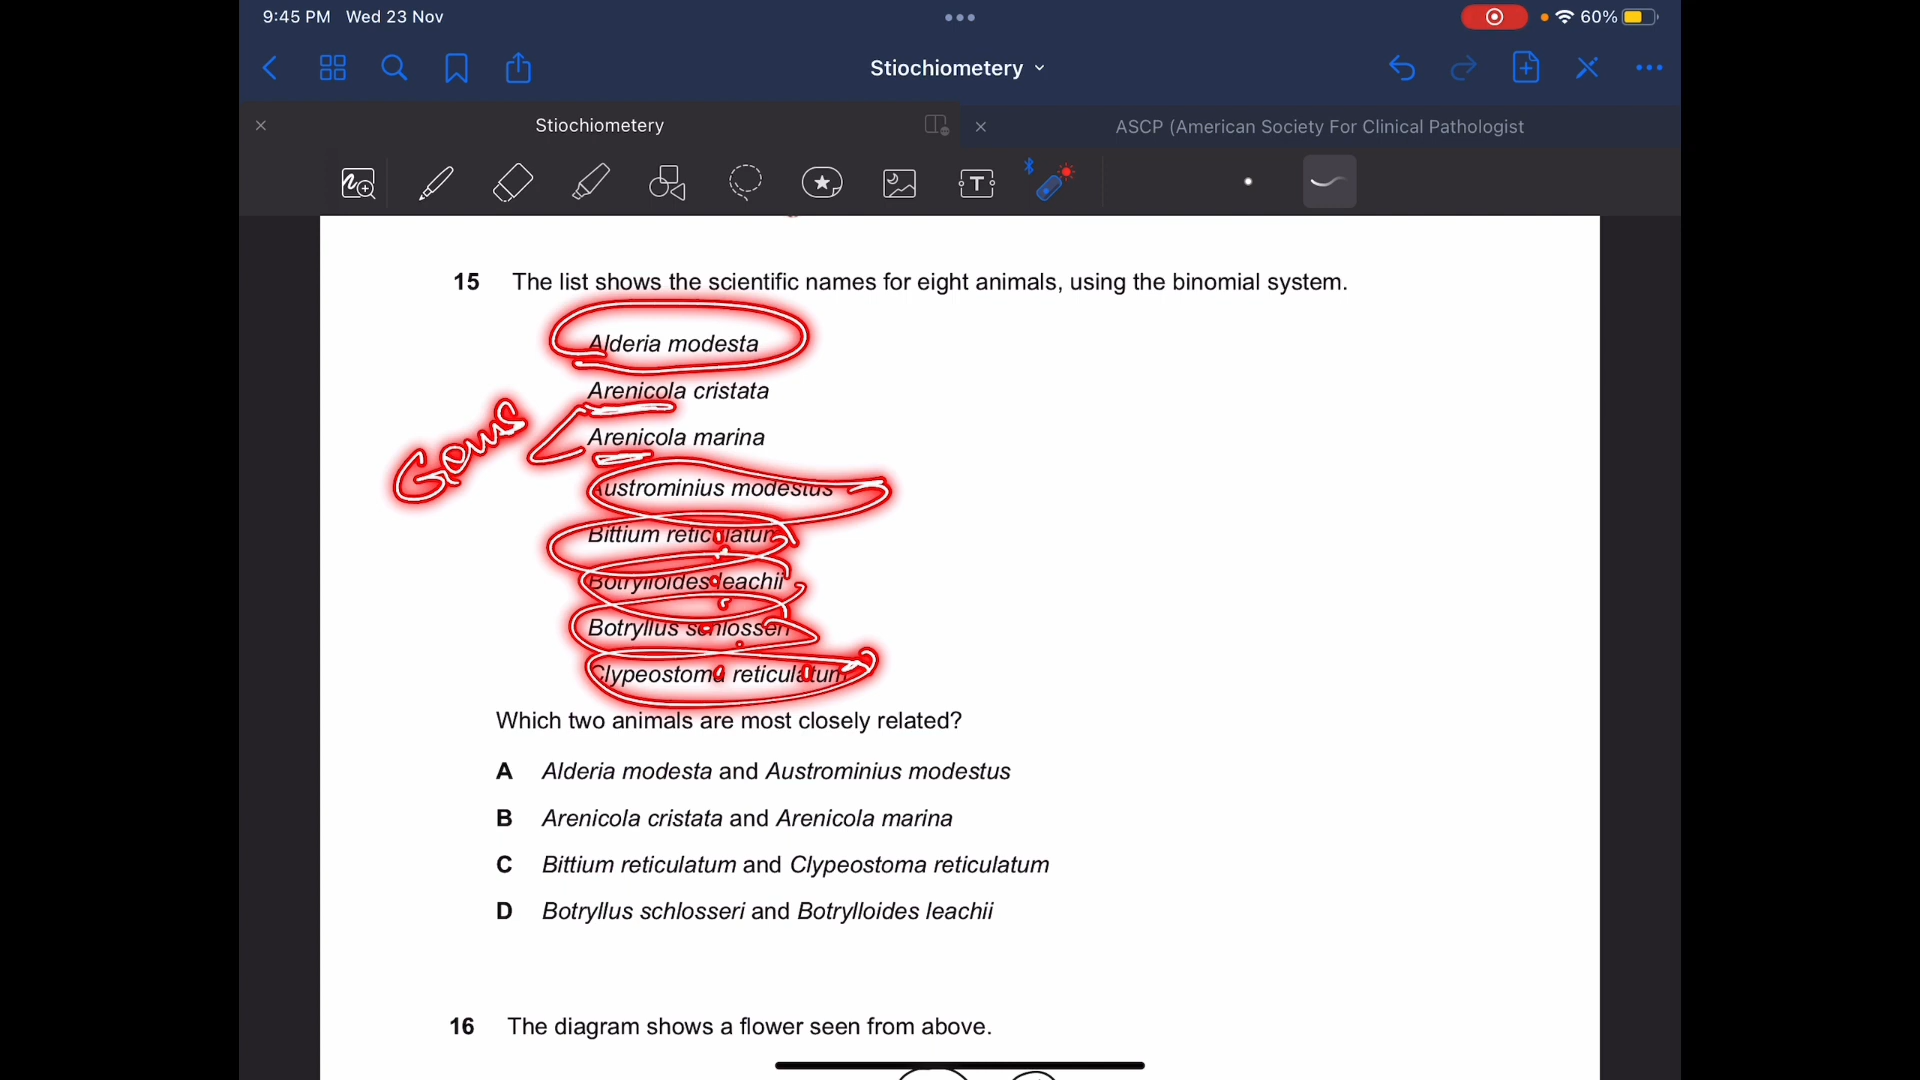 9:45 PM Wed 23 Nov
60%
Stiochiometery
Stiochiometery
ASCP (American Society For Clinical Pathologist
T
15 The list shows the scientific names for eight animals, using the binomial system.
Alderia modesta
Arenicola cristata
Genus
Arenicola marina
Austrominius modestus
Bittium reticulatum
Botrylloides leachii
Botryllus schlosseri
Clypeostoma reticulatum
Which two animals are most closely related?
A Alderia modesta and Austrominius modestus
B Arenicola cristata and Arenicola marina
C Bittium reticulatum and Clypeostoma reticulatum
D Botryllus schlosseri and Botrylloides leachii
16 The diagram shows a flower seen from above.